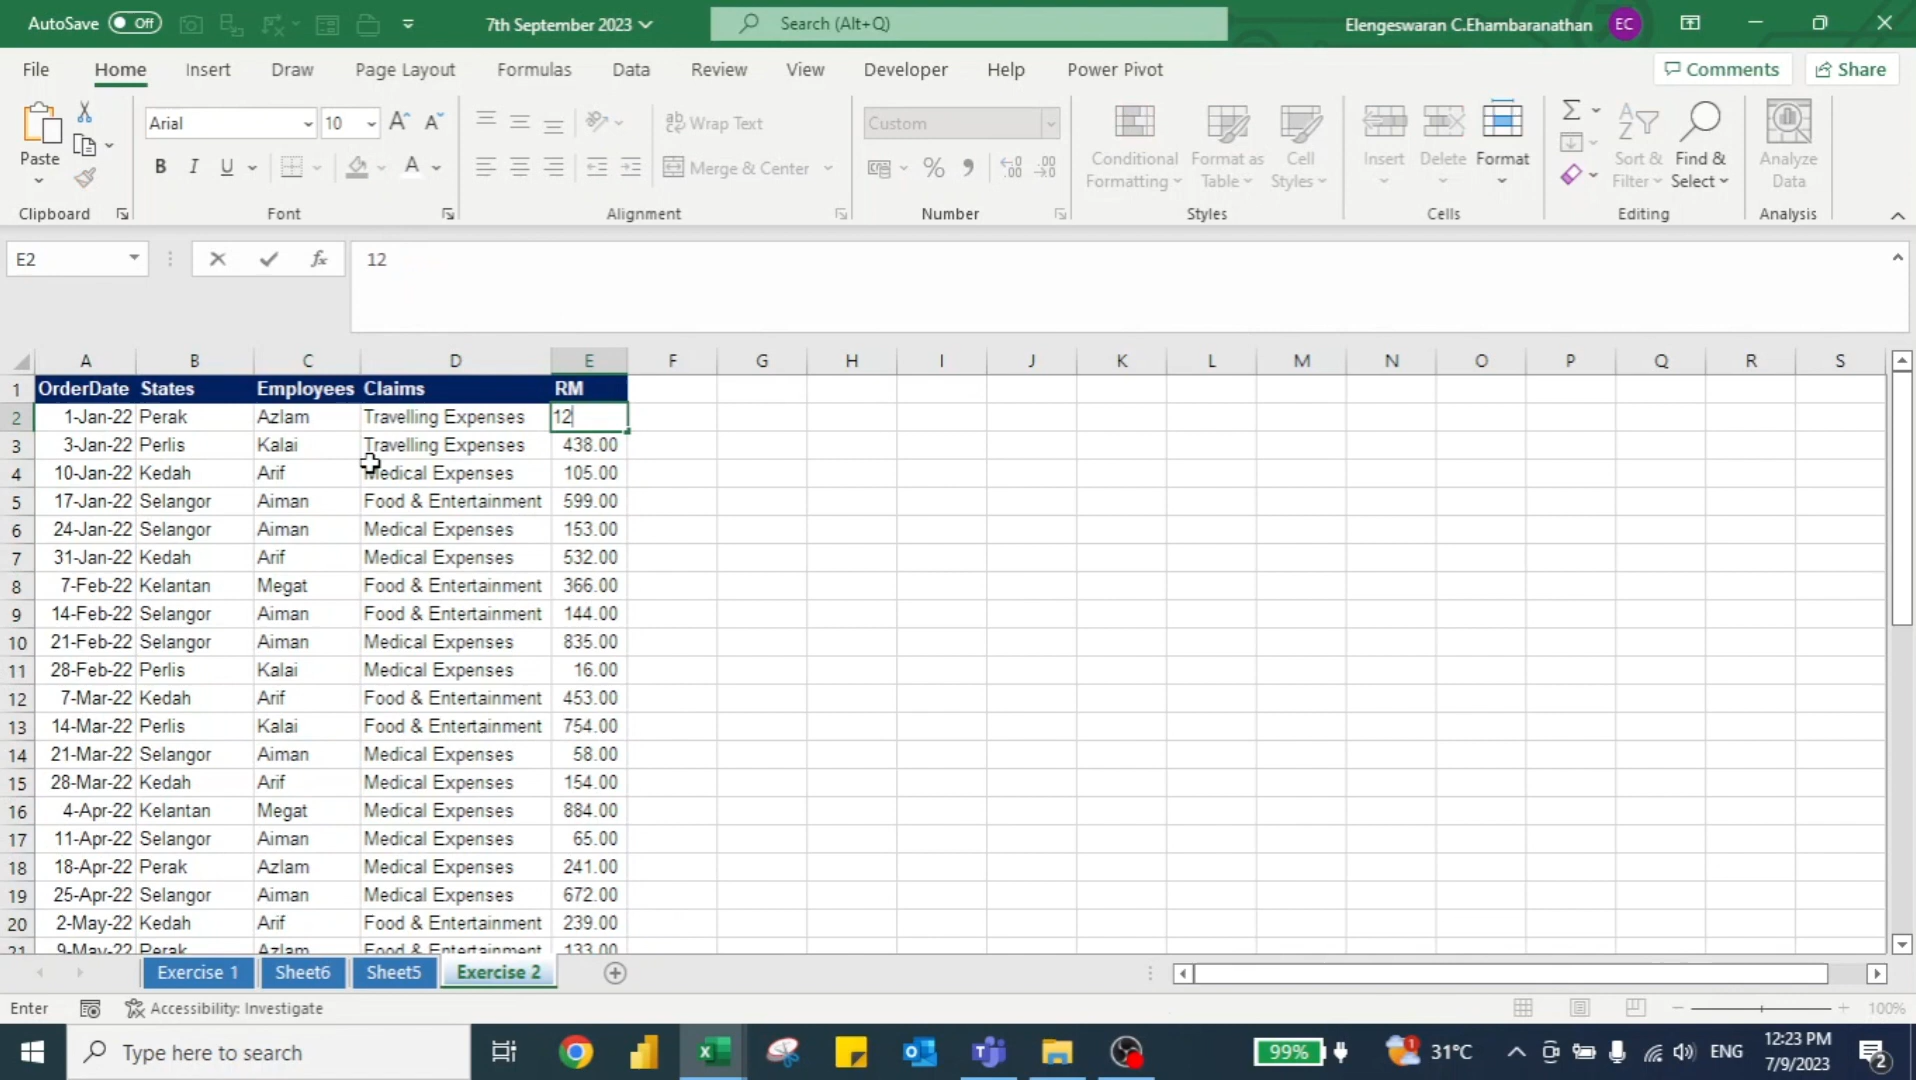 AutoSave Off 7th September 2023 Search (Alt+Q) Elengeswaran C.Ehambaranathan EC
File Home Insert Draw Page Layout Formulas Data Review View Developer Help Power Pivot Comments Share
Arial 10 A A ab Wrap Text Custom
Paste B I U A Merge & Center % Conditional Formatting Format as Table Cell Styles Insert Delete Format Sort & Filter Find & Select Analyze Data
Clipboard Font Alignment Number Styles Cells Editing Analysis
E2 fx 12
A B C D E F G H I J K L M N O P Q R S
1 OrderDate States Employees Claims RM
2 1-Jan-22 Perak Azlam Travelling Expenses 12
3 3-Jan-22 Perlis Kalai Travelling Expenses 438.00
4 10-Jan-22 Kedah Arif Medical Expenses 105.00
5 17-Jan-22 Selangor Aiman Food & Entertainment 599.00
6 24-Jan-22 Selangor Aiman Medical Expenses 153.00
7 31-Jan-22 Kedah Arif Medical Expenses 532.00
8 7-Feb-22 Kelantan Megat Food & Entertainment 366.00
9 14-Feb-22 Selangor Aiman Food & Entertainment 144.00
10 21-Feb-22 Selangor Aiman Medical Expenses 835.00
11 28-Feb-22 Perlis Kalai Medical Expenses 16.00
12 7-Mar-22 Kedah Arif Food & Entertainment 453.00
13 14-Mar-22 Perlis Kalai Food & Entertainment 754.00
14 21-Mar-22 Selangor Aiman Medical Expenses 58.00
15 28-Mar-22 Kedah Arif Medical Expenses 154.00
16 4-Apr-22 Kelantan Megat Medical Expenses 884.00
17 11-Apr-22 Selangor Aiman Medical Expenses 65.00
18 18-Apr-22 Perak Azlam Medical Expenses 241.00
19 25-Apr-22 Selangor Aiman Medical Expenses 672.00
20 2-May-22 Kedah Arif Food & Entertainment 239.00
21 9-May-22 Perak Azlam Food & Entertainment 133.00
Exercise 1 Sheet6 Sheet5 Exercise 2
Enter Accessibility: Investigate 100%
Type here to search 99% 1 31°C ENG 12:23 PM 7/9/2023 2